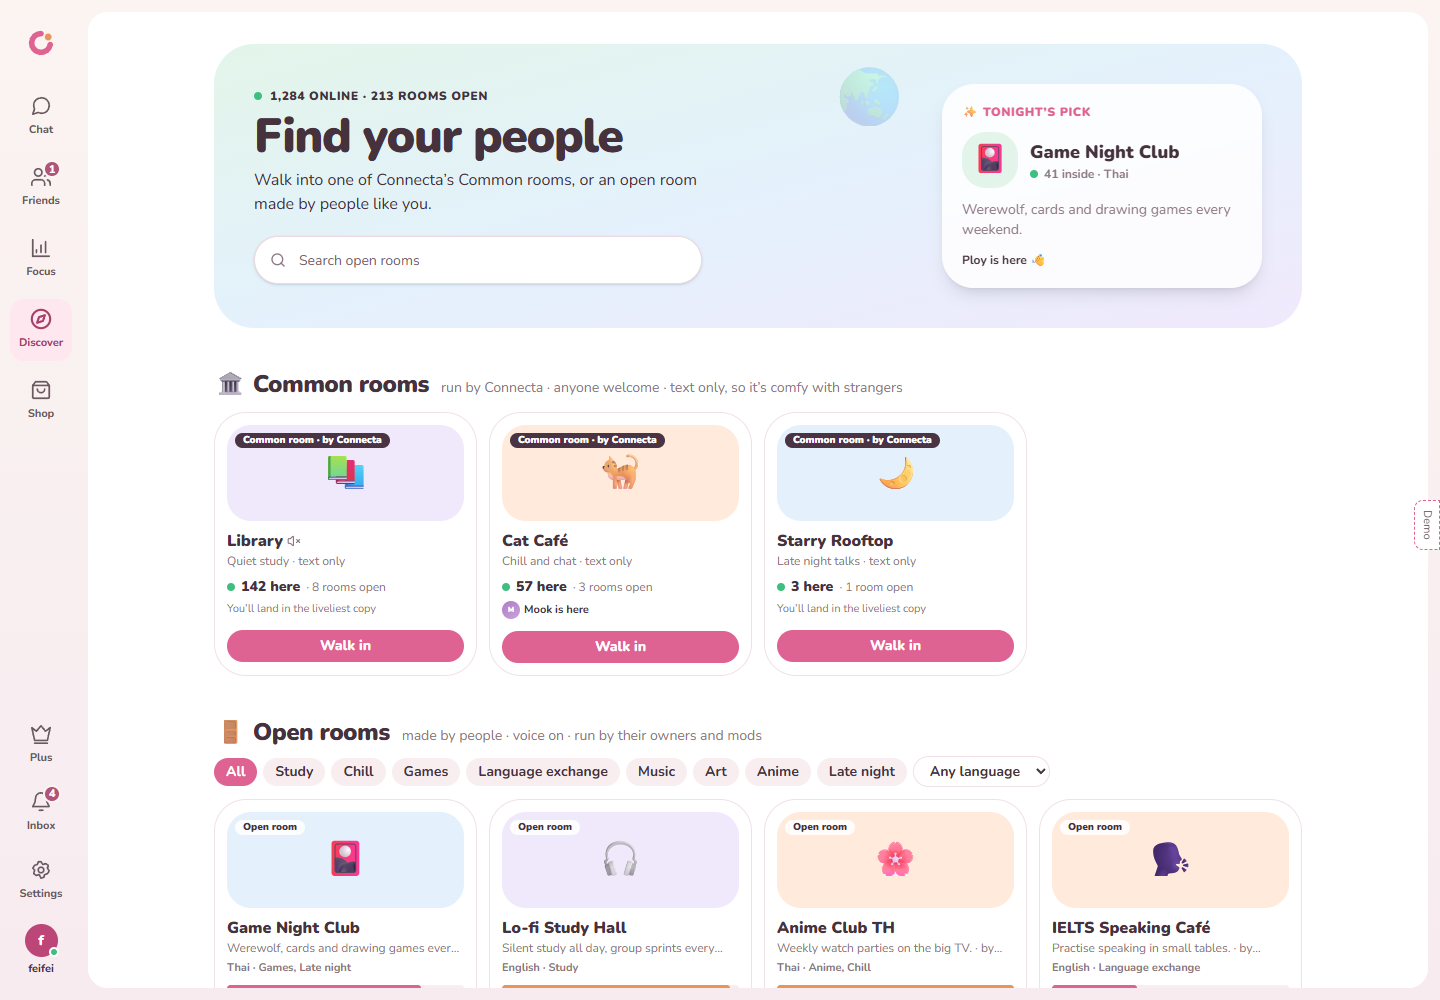 Chat
Friends
1
Focus
Discover
Shop
Plus
Inbox
4
Settings
f
feifei
1,284 ONLINE · 213 ROOMS OPEN
Find your people
Walk into one of Connecta’s Common rooms, or an open room
made by people like you.
Search open rooms
TONIGHT’S PICK
Game Night Club
41 inside · Thai
Werewolf, cards and drawing games every
weekend.
Ploy is here
Common rooms
run by Connecta · anyone welcome · text only, so it’s comfy with strangers
Common room · by Connecta
Library
Quiet study · text only
142 here · 8 rooms open
You’ll land in the liveliest copy
Walk in
Common room · by Connecta
Cat Café
Chill and chat · text only
57 here · 3 rooms open
M
Mook is here
Walk in
Common room · by Connecta
Starry Rooftop
Late night talks · text only
3 here · 1 room open
You’ll land in the liveliest copy
Walk in
Demo
Open rooms
made by people · voice on · run by their owners and mods
All
Study
Chill
Games
Language exchange
Music
Art
Anime
Late night
Any language
Open room
Game Night Club
Werewolf, cards and drawing games ever...
Thai · Games, Late night
Open room
Lo-fi Study Hall
Silent study all day, group sprints every...
English · Study
Open room
Anime Club TH
Weekly watch parties on the big TV. · by...
Thai · Anime, Chill
Open room
IELTS Speaking Café
Practise speaking in small tables. · by...
English · Language exchange